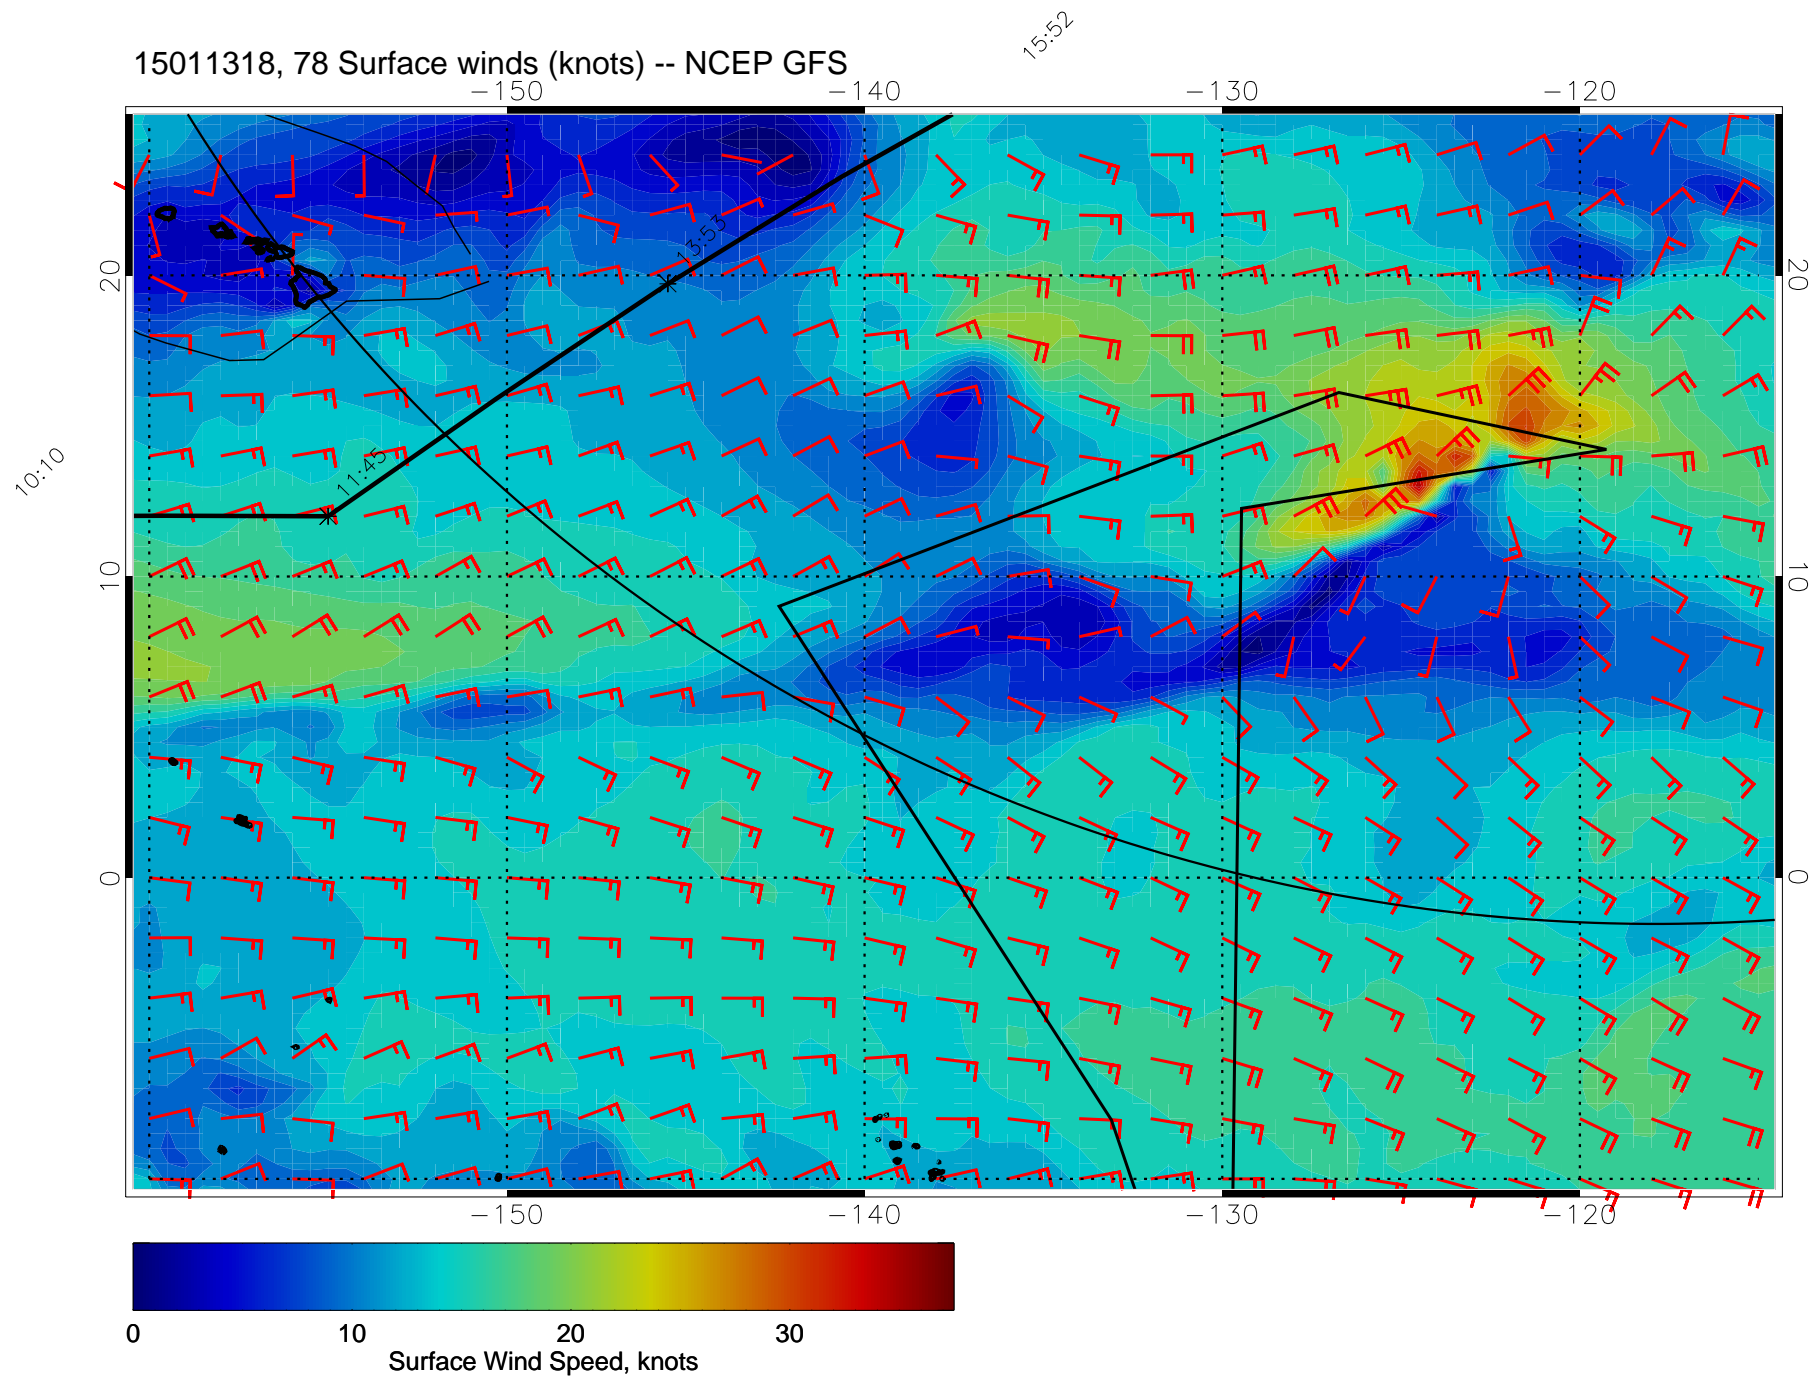 15:52
15011318, 78 Surface winds (knots) -- NCEP GFS
-150 -140 -130 -120
13:53
20 20
11:45
10:10
10 10
0 0
-150 -140 -130 -120
0 10 20 30
Surface Wind Speed, knots